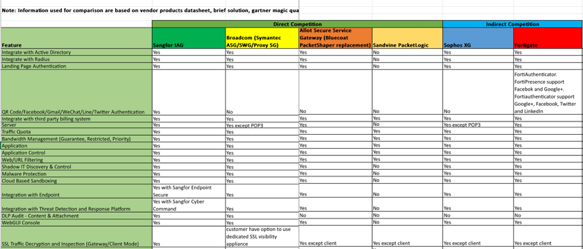 Note: Information used for comparison are based on vendor products datasheet, brief solution, gartner magic qua
Direct Competition Indirect Competition
Feature Sangfor IAG Broadcom (Symantec ASG/SWG/Proxy SG) Allot Secure Service Gateway (Bluecoat PacketShaper replacement) Sandvine PacketLogic Sophos XG Fortigate
Integrate with Active Directory Yes Yes Yes Yes Yes Yes
Integrate with Radius Yes Yes Yes No Yes Yes
Landing Page Authentication Yes Yes Yes No Yes Yes
QR Code/Facebook/Gmail/WeChat/Line/Twitter Authentication Yes No No No No FortiAuthenticator. FortiPresence support Facebok and Google+. Fortiauthenticator support Google+, Facebook, Twitter and LinkedIn
Integrate with third party billing system Yes Yes Yes Yes Yes Yes
Server Yes Yes except POP3 Yes No Yes except POP3 Yes
Traffic Quota Yes Yes Yes Yes Yes Yes
Bandwidth Management (Guarantee, Restricted, Priority) Yes Yes Yes Yes Yes Yes
Application Yes Yes Yes Yes Yes Yes
Application Control Yes Yes Yes Yes Yes Yes
Web/URL Filtering Yes Yes Yes Yes Yes Yes
Shadow IT Discovery & Control Yes Yes Yes No Yes Yes
Malware Protection Yes Yes Yes No Yes Yes
Cloud Based Sandboxing Yes Yes Yes No Yes Yes
Integration with Endpoint Yes with Sangfor Endpoint Secure Yes Yes No Yes Yes
Integration with Threat Detection and Response Platform Yes with Sangfor Cyber Command Yes Yes No Yes Yes
DLP Audit - Content & Attachment Yes Yes No No No No
WebGUI Console Yes Yes Yes Yes Yes Yes
SSL Traffic Decryption and Inspection (Gateway/Client Mode) Yes customer have option to use dedicated SSL visibility appliance Yes except client Yes except client Yes except client Yes except client